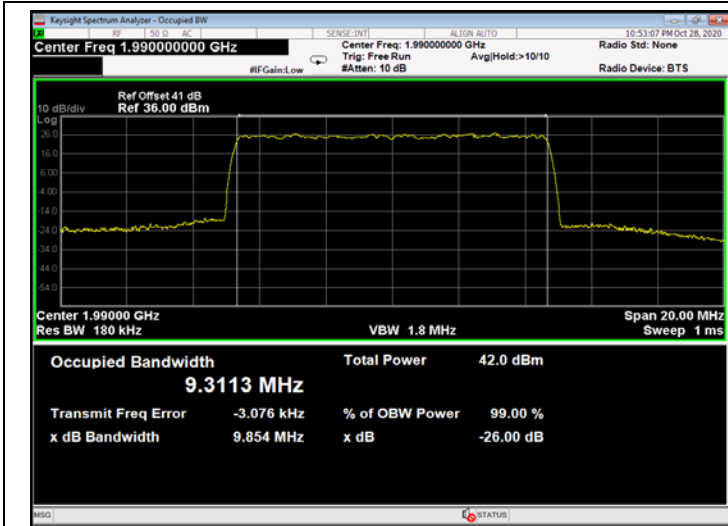 Keysight Spectrum Analyzer - Occupied BW
RF 50 Ω AC SENSE:INT ALIGN AUTO 10:53:07 PM Oct 28, 2020
Center Freq 1.990000000 GHz
Center Freq: 1.990000000 GHz
Radio Std: None
Trig: Free Run Avg|Hold:>10/10
#IFGain:Low #Atten: 10 dB Radio Device: BTS
Ref Offset 41 dB
10 dB/div Ref 36.00 dBm
Log
26.0
16.0
6.00
-4.00
-14.0
-24.0
-34.0
-44.0
-54.0
Center 1.99000 GHz Span 20.00 MHz
Res BW 180 kHz VBW 1.8 MHz Sweep 1 ms
Occupied Bandwidth Total Power 42.0 dBm
9.3113 MHz
Transmit Freq Error -3.076 kHz % of OBW Power 99.00 %
x dB Bandwidth 9.854 MHz x dB -26.00 dB
MSG STATUS